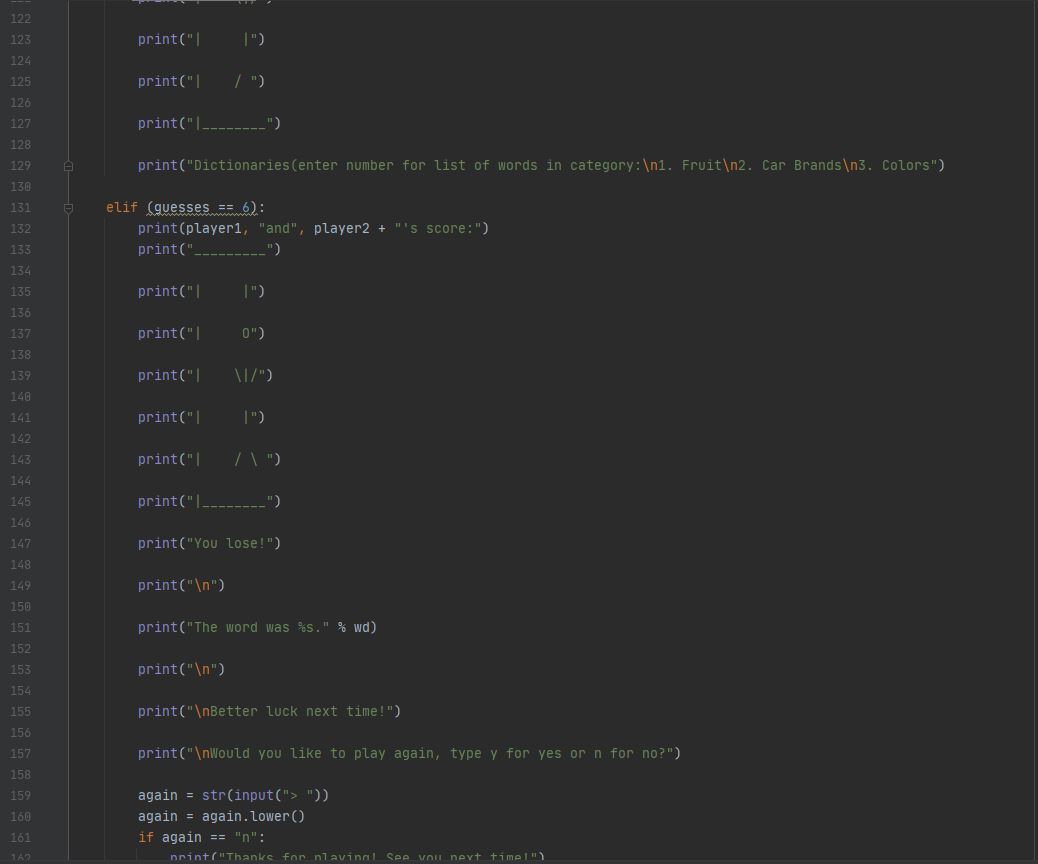 122
123 print("|     |")
124
125 print("|    / ")
126
127 print("|________")
128
129 print("Dictionaries(enter number for list of words in category:\n1. Fruit\n2. Car Brands\n3. Colors")
130
131 elif (guesses == 6):
132 print(player1, "and", player2 + "'s score:")
133 print("_________")
134
135 print("|     |")
136
137 print("|     O")
138
139 print("|    \|/")
140
141 print("|     |")
142
143 print("|    / \ ")
144
145 print("|________")
146
147 print("You lose!")
148
149 print("\n")
150
151 print("The word was %s." % wd)
152
153 print("\n")
154
155 print("\nBetter luck next time!")
156
157 print("\nWould you like to play again, type y for yes or n for no?")
158
159 again = str(input("> "))
160 again = again.lower()
161 if again == "n":
162 print("Thanks for playing! See you next time!")